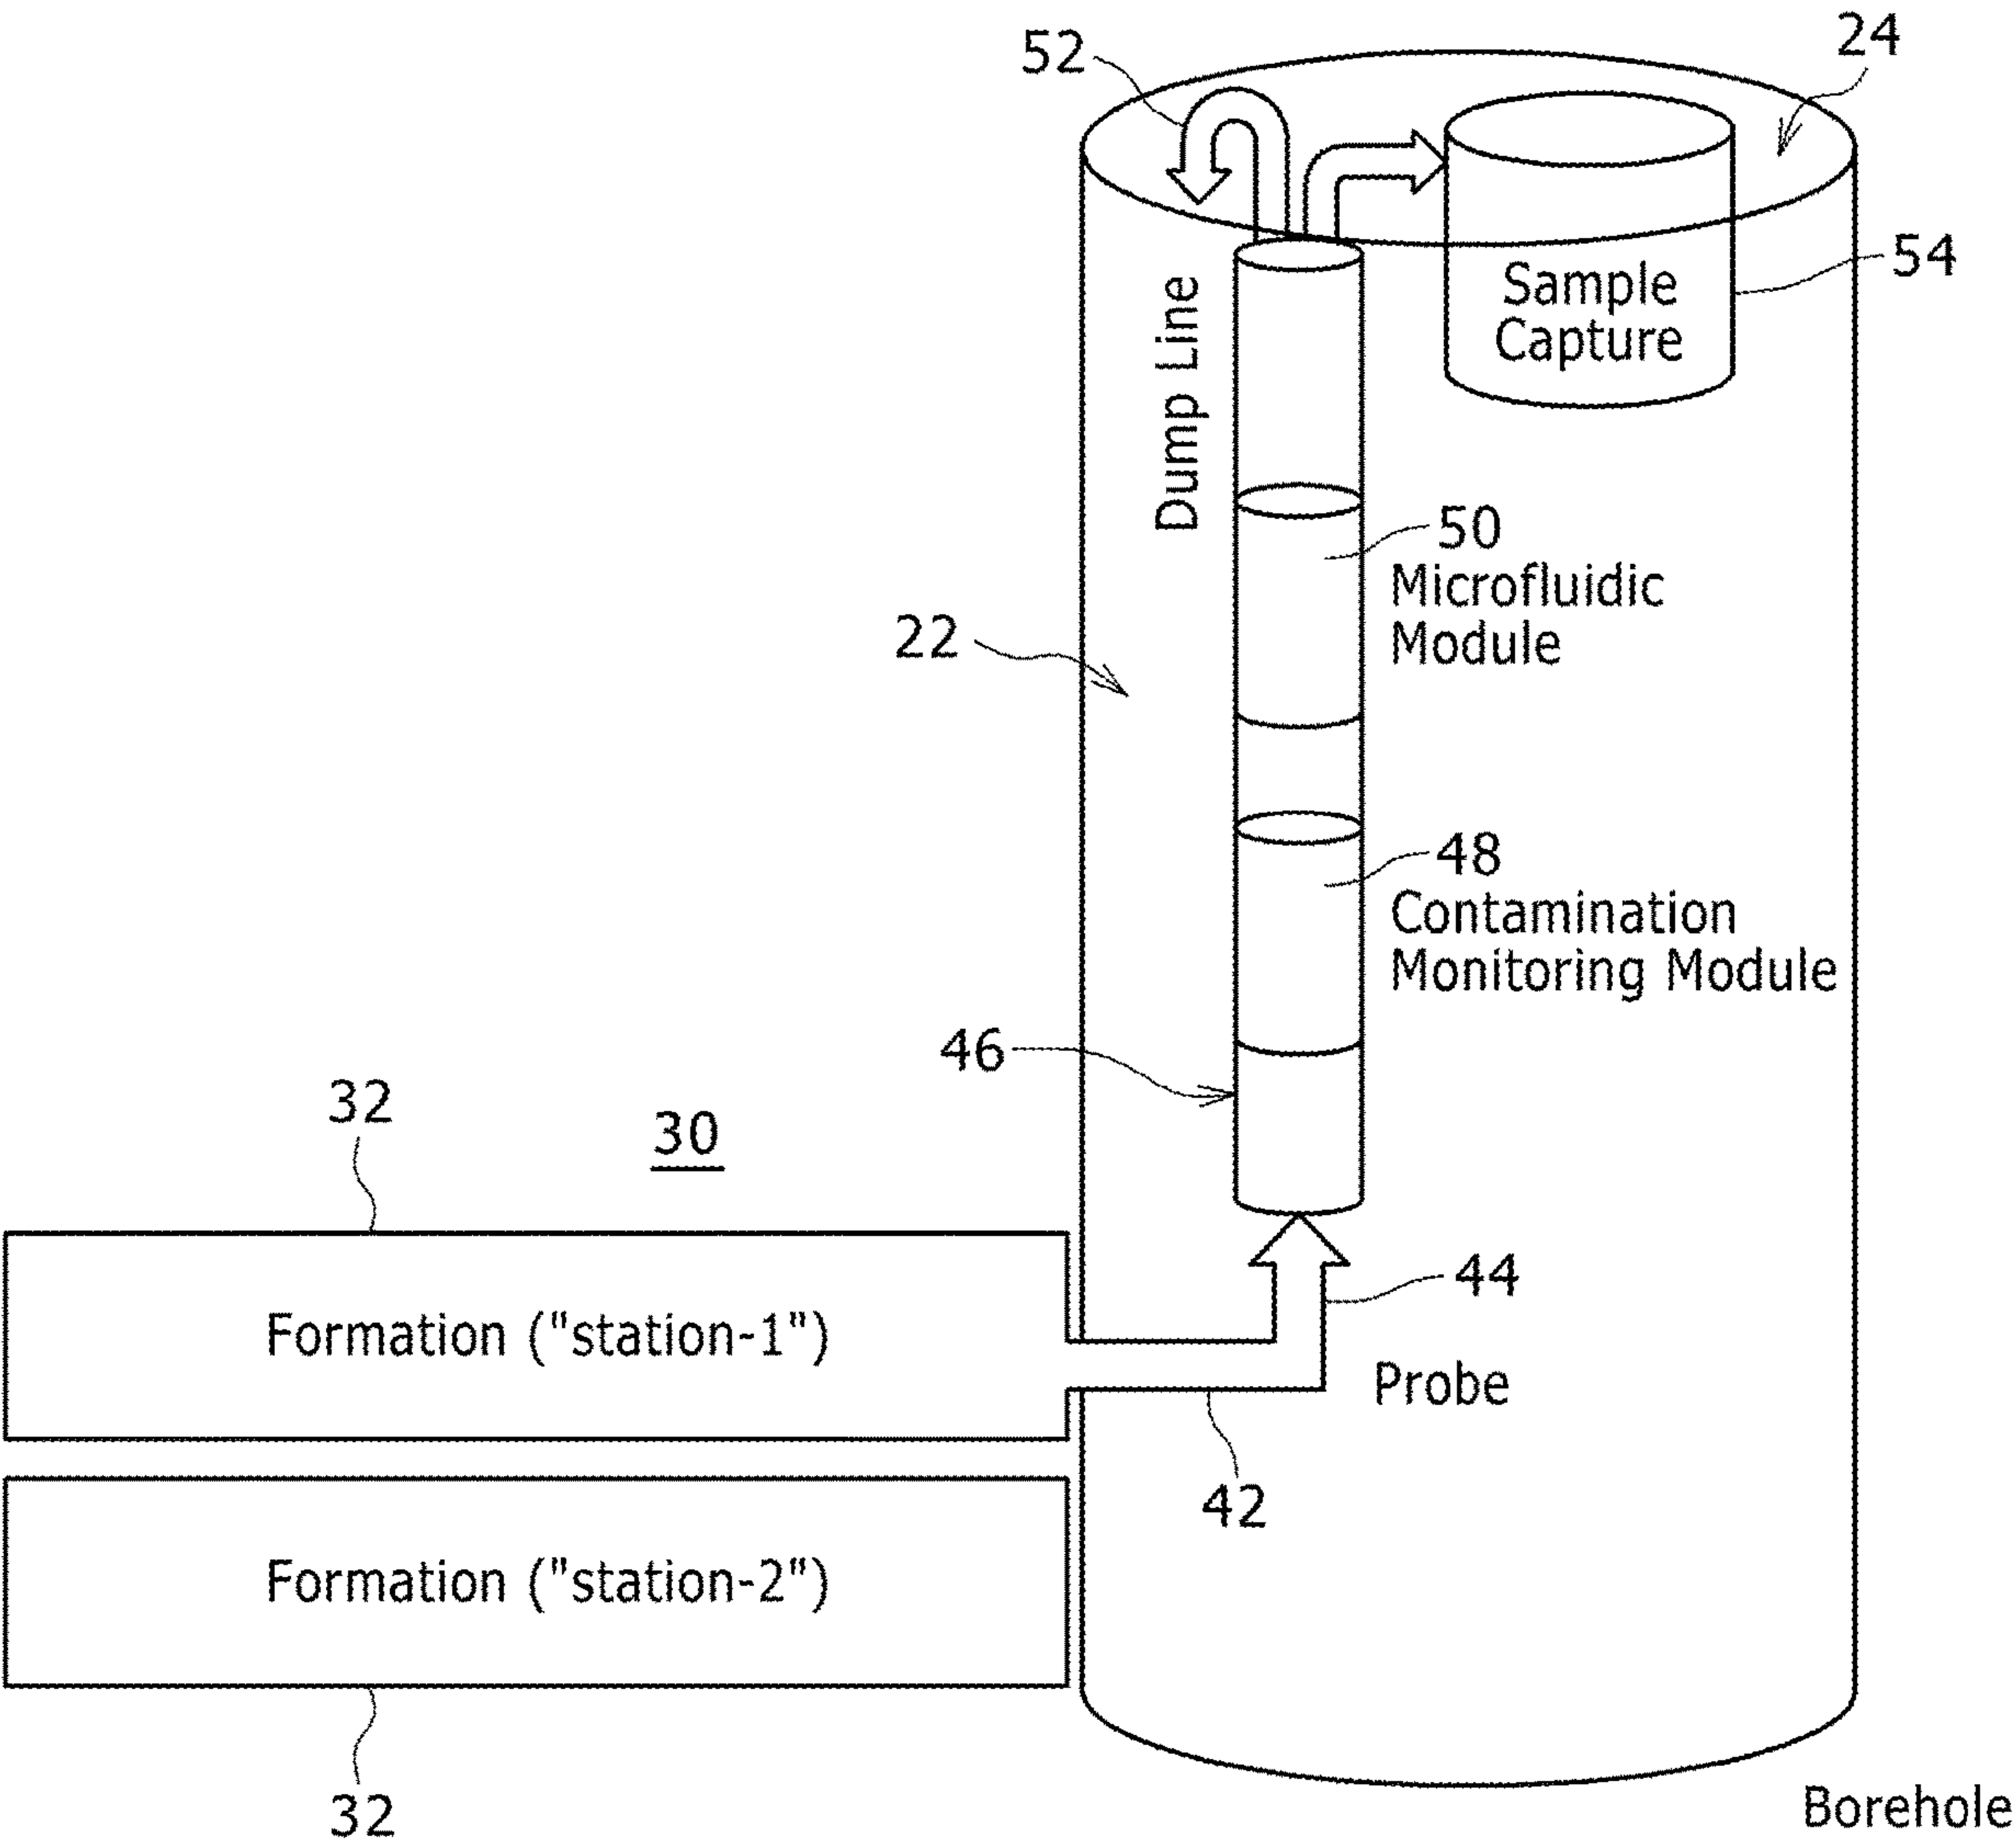 52
24
54
Sample
Capture
Dump Line
50
Microfluidic
Module
22
48
Contamination
Monitoring Module
46
32
30
44
Formation ("station-1")
Probe
42
Formation ("station-2")
32
Borehole